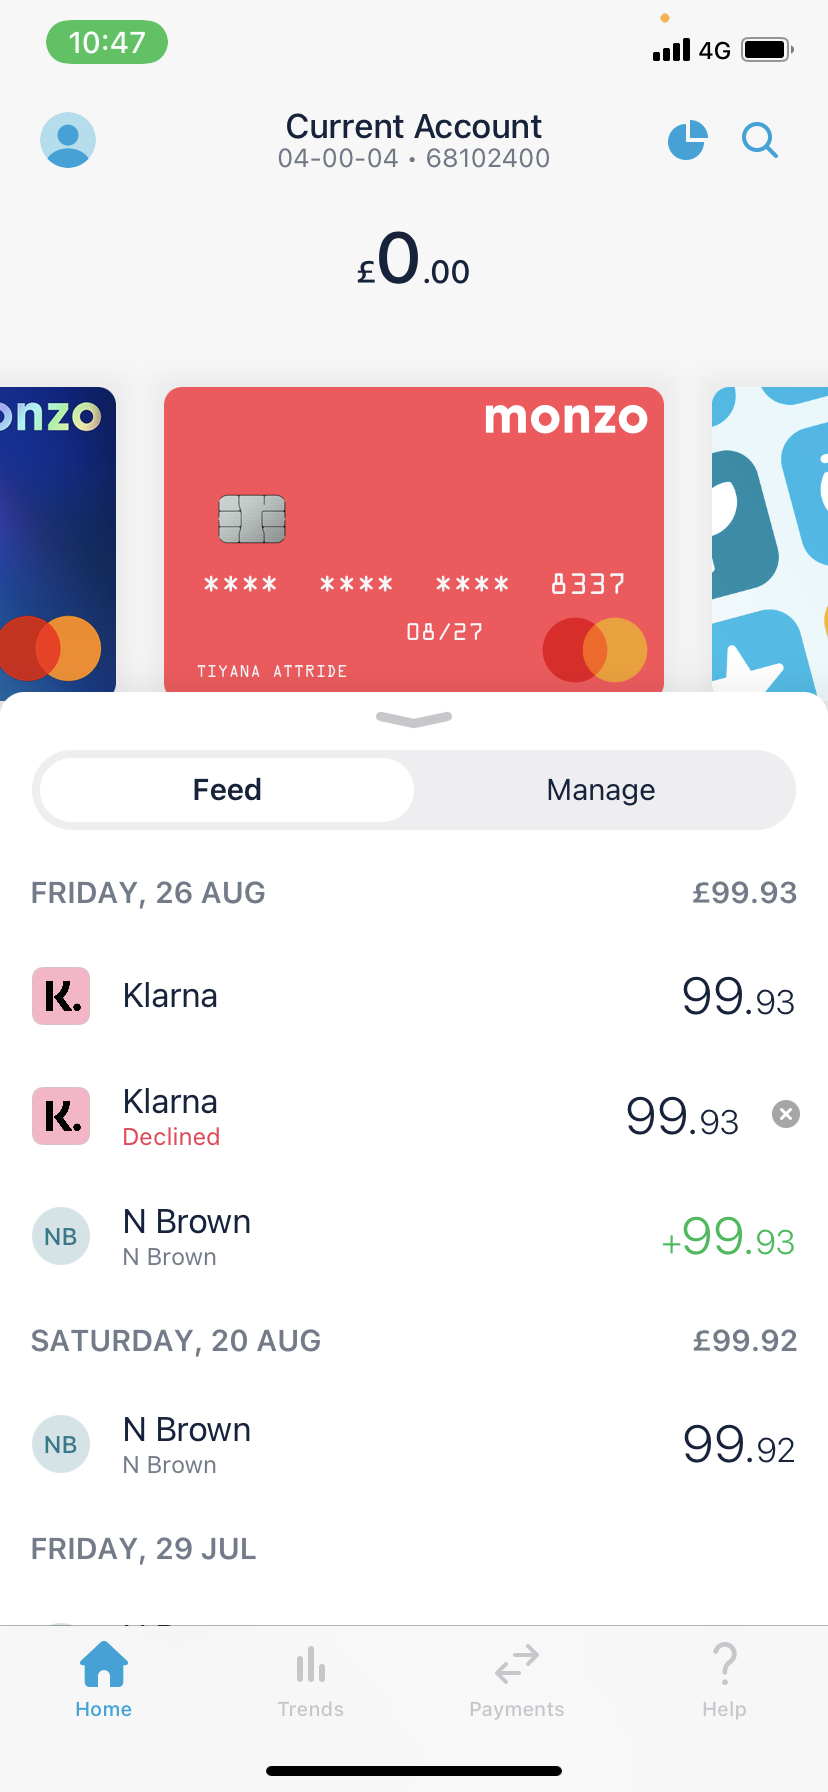 10:47
4G
Current Account
04-00-04 • 68102400
£0.00
onzo
monzo
**** **** **** 8337
08/27
TIYANA ATTRIDE
Feed Manage
FRIDAY, 26 AUG £99.93
K. Klarna 99.93
K. Klarna 99.93
Declined
NB N Brown +99.93
N Brown
SATURDAY, 20 AUG £99.92
NB N Brown 99.92
N Brown
FRIDAY, 29 JUL
Home Trends Payments Help